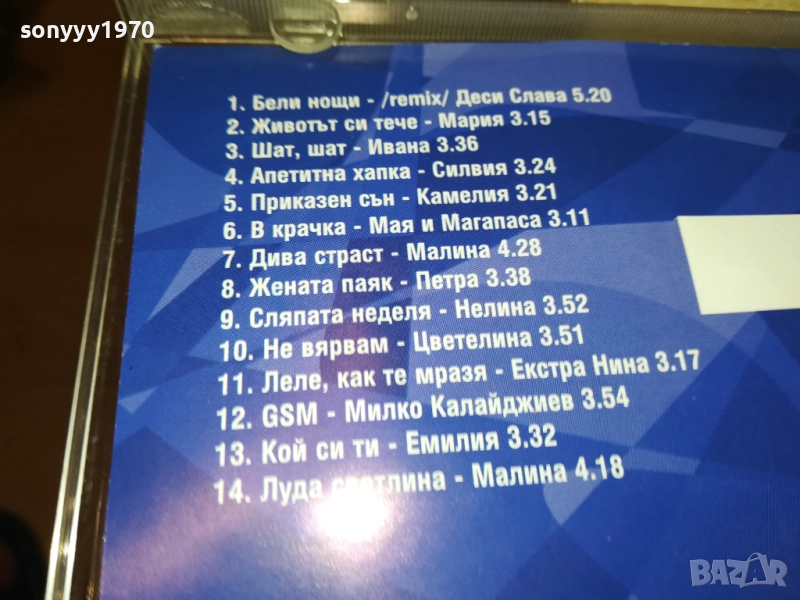 sonyyy1970
1. Бели нощи - /remix/ Деси Слава 5.20
2. Животът си тече - Мария 3.15
3. Шат, шат - Ивана 3.36
4. Апетитна хапка - Силвия 3.24
5. Приказен сън - Камелия 3.21
6. В крачка - Мая и Магапаса 3.11
7. Дива страст - Малина 4.28
8. Жената паяк - Петра 3.38
9. Сляпата неделя - Нелина 3.52
10. Не вярвам - Цветелина 3.51
11. Леле, как те мразя - Екстра Нина 3.17
12. GSM - Милко Калайджиев 3.54
13. Кой си ти - Емилия 3.32
14. Луда светлина - Малина 4.18
BAZAR